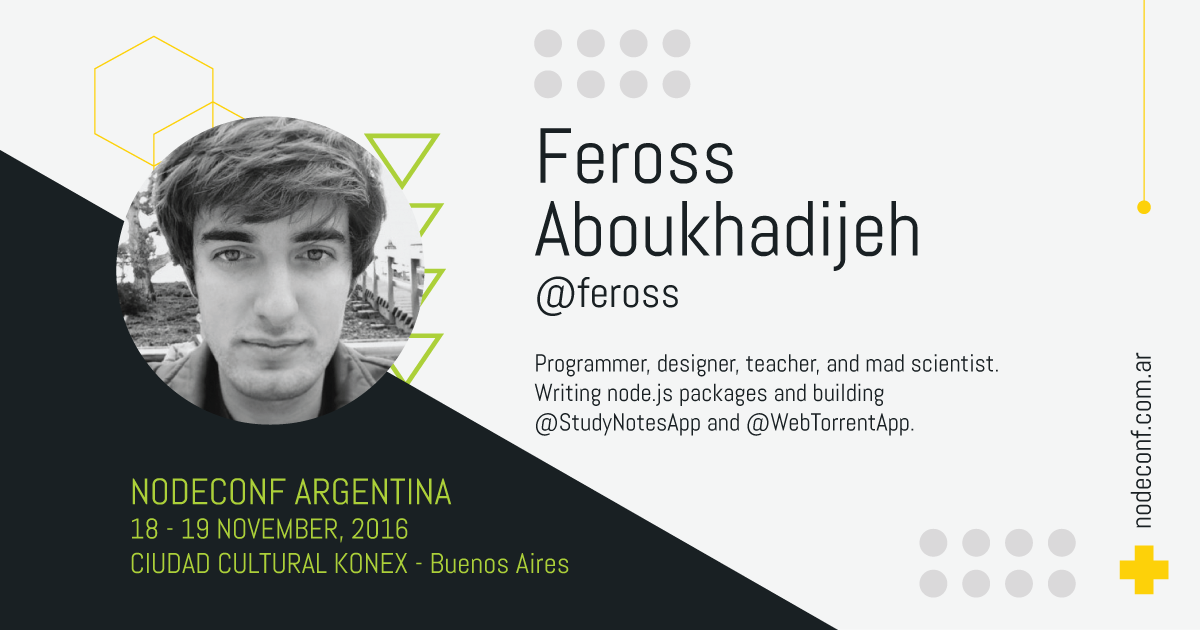 Feross
Aboukhadijeh
@feross
Programmer, designer, teacher, and mad scientist.
Writing node.js packages and building
@StudyNotesApp and @WebTorrentApp.
NODECONF ARGENTINA
18 - 19 NOVEMBER, 2016
CIUDAD CULTURAL KONEX - Buenos Aires
nodeconf.com.ar